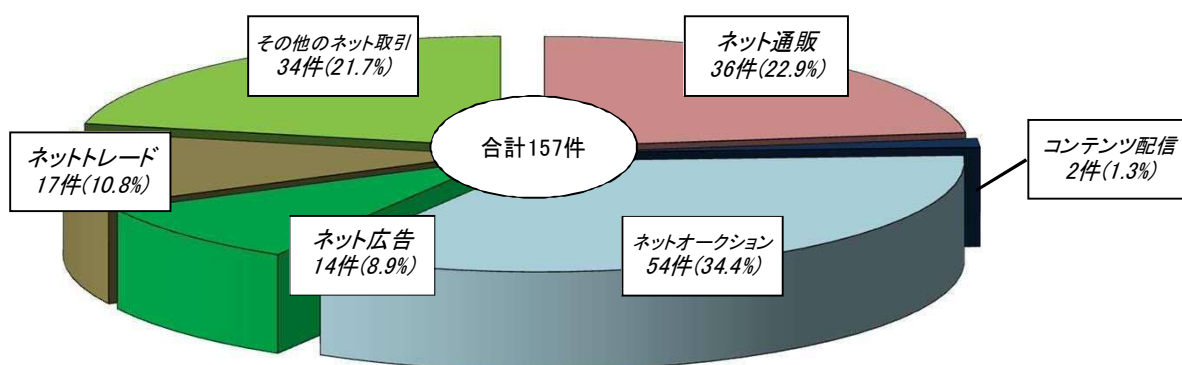 その他のネット取引
34件(21.7%)
ネット通販
36件(22.9%)
合計157件
コンテンツ配信
2件(1.3%)
ネットトレード
17件(10.8%)
ネット広告
14件(8.9%)
ネットオークション
54件(34.4%)